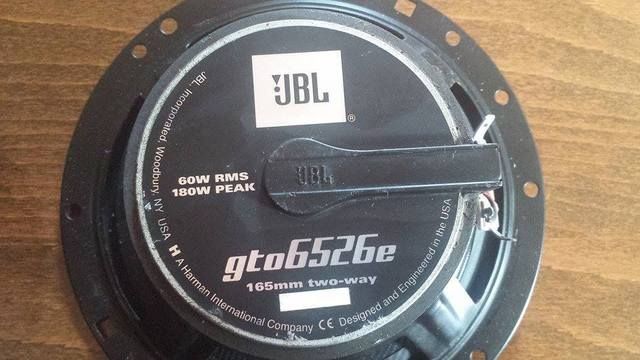 JBL
®
JBL, Incorporated, Woodbury, NY USA
60W RMS
180W PEAK
JBL
gto6526e
165mm two-way
H A Harman International Company CE Designed and Engineered in the USA